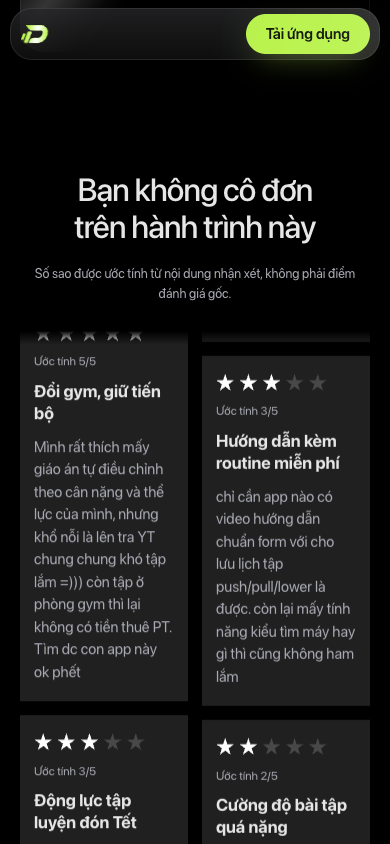 Tải ứng dụng
Bạn không cô đơn
trên hành trình này
Số sao được ước tính từ nội dung nhận xét, không phải điểm
đánh giá gốc.
Ước tính 5/5
Đổi gym, giữ tiến
bộ
Mình rất thích mấy
giáo án tự điều chỉnh
theo cân nặng và thể
lực của mình, nhưng
khổ nỗi là lên tra YT
chung chung khó tập
lắm =))) còn tập ở
phòng gym thì lại
không có tiền thuê PT.
Tìm dc con app này
ok phết
Ước tính 3/5
Động lực tập
luyện đón Tết
Ước tính 3/5
Hướng dẫn kèm
routine miễn phí
chỉ cần app nào có
video hướng dẫn
chuẩn form với cho
lưu lịch tập
push/pull/lower là
được. còn lại mấy tính
năng kiểu tìm máy hay
gì thì cũng không ham
lắm
Ước tính 2/5
Cường độ bài tập
quá nặng